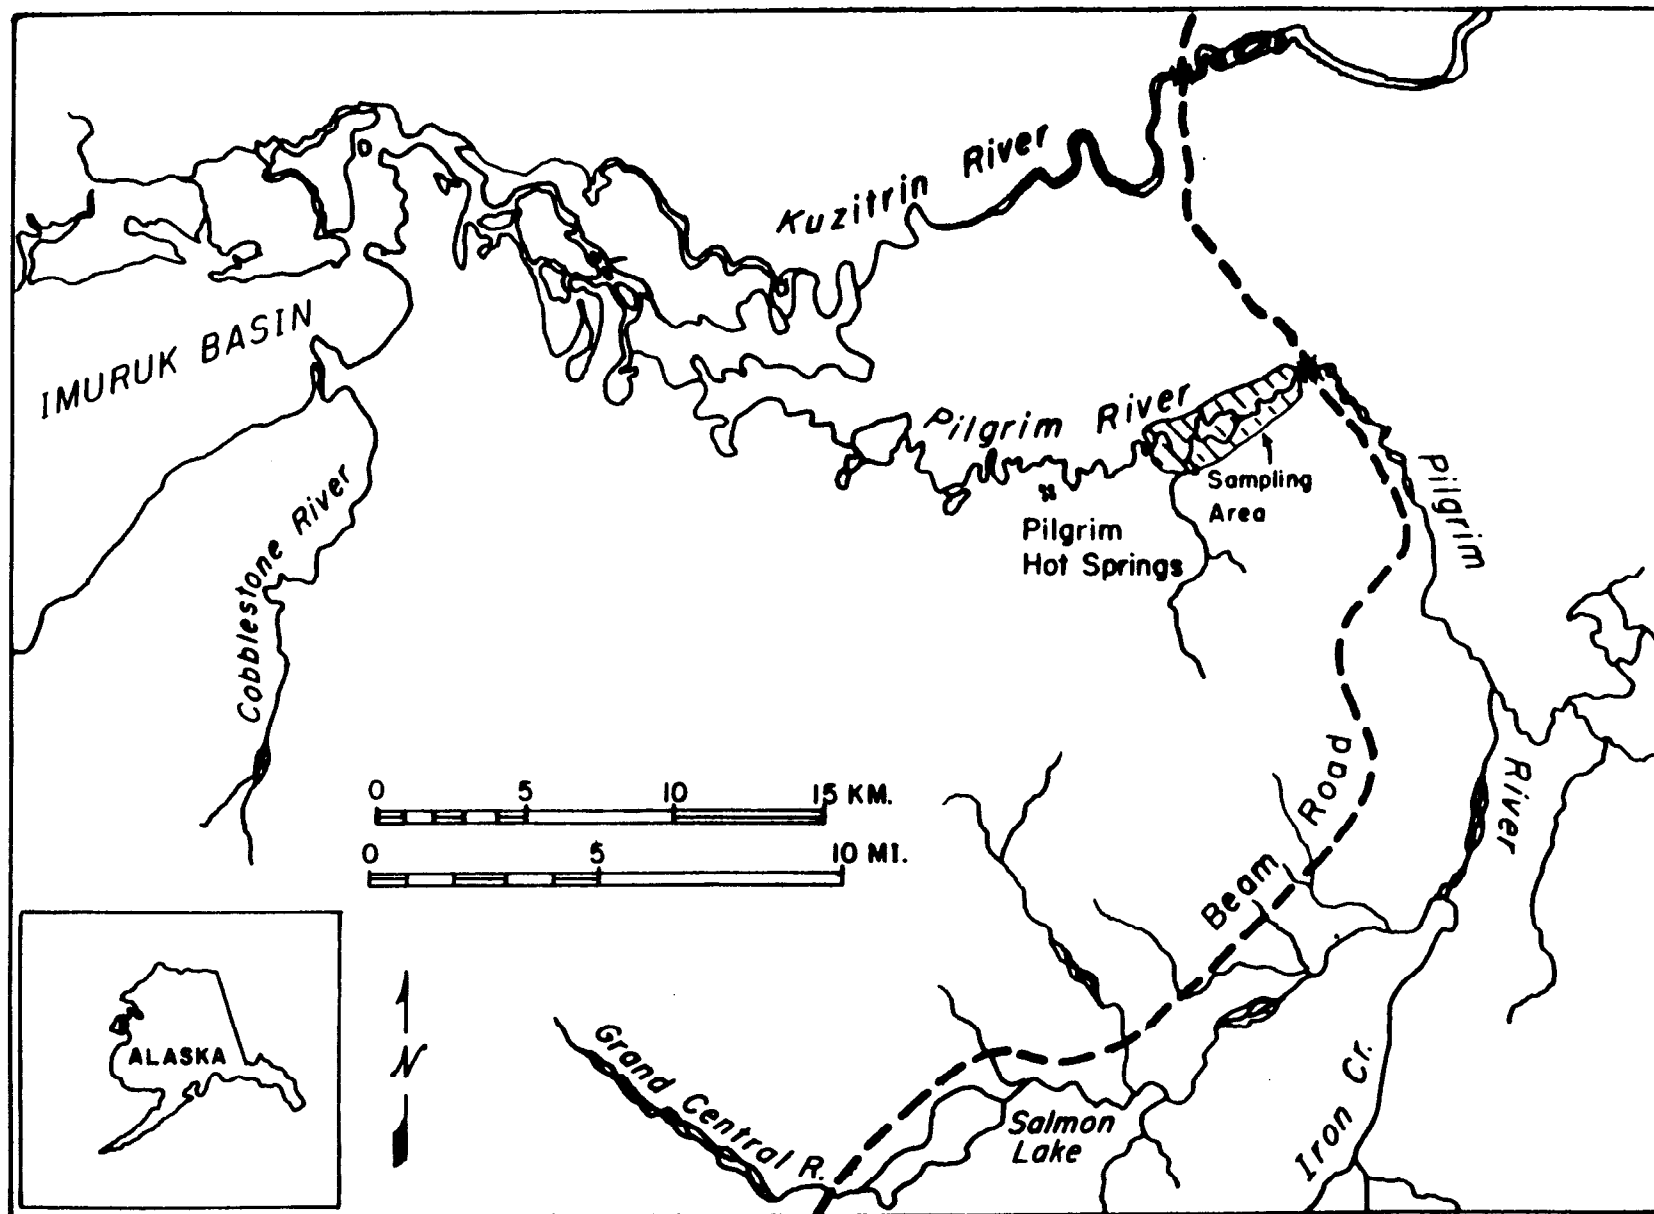 Kuzitrin River
IMURUK BASIN
Pilgrim River
Sampling
Area
Pilgrim
Hot Springs
Pilgrim
River
Cobblestone River
0 5 10 15 KM.
0 5 10 MI.
Beam Road
ALASKA
N
Grand Central R.
Salmon
Lake
Iron Cr.